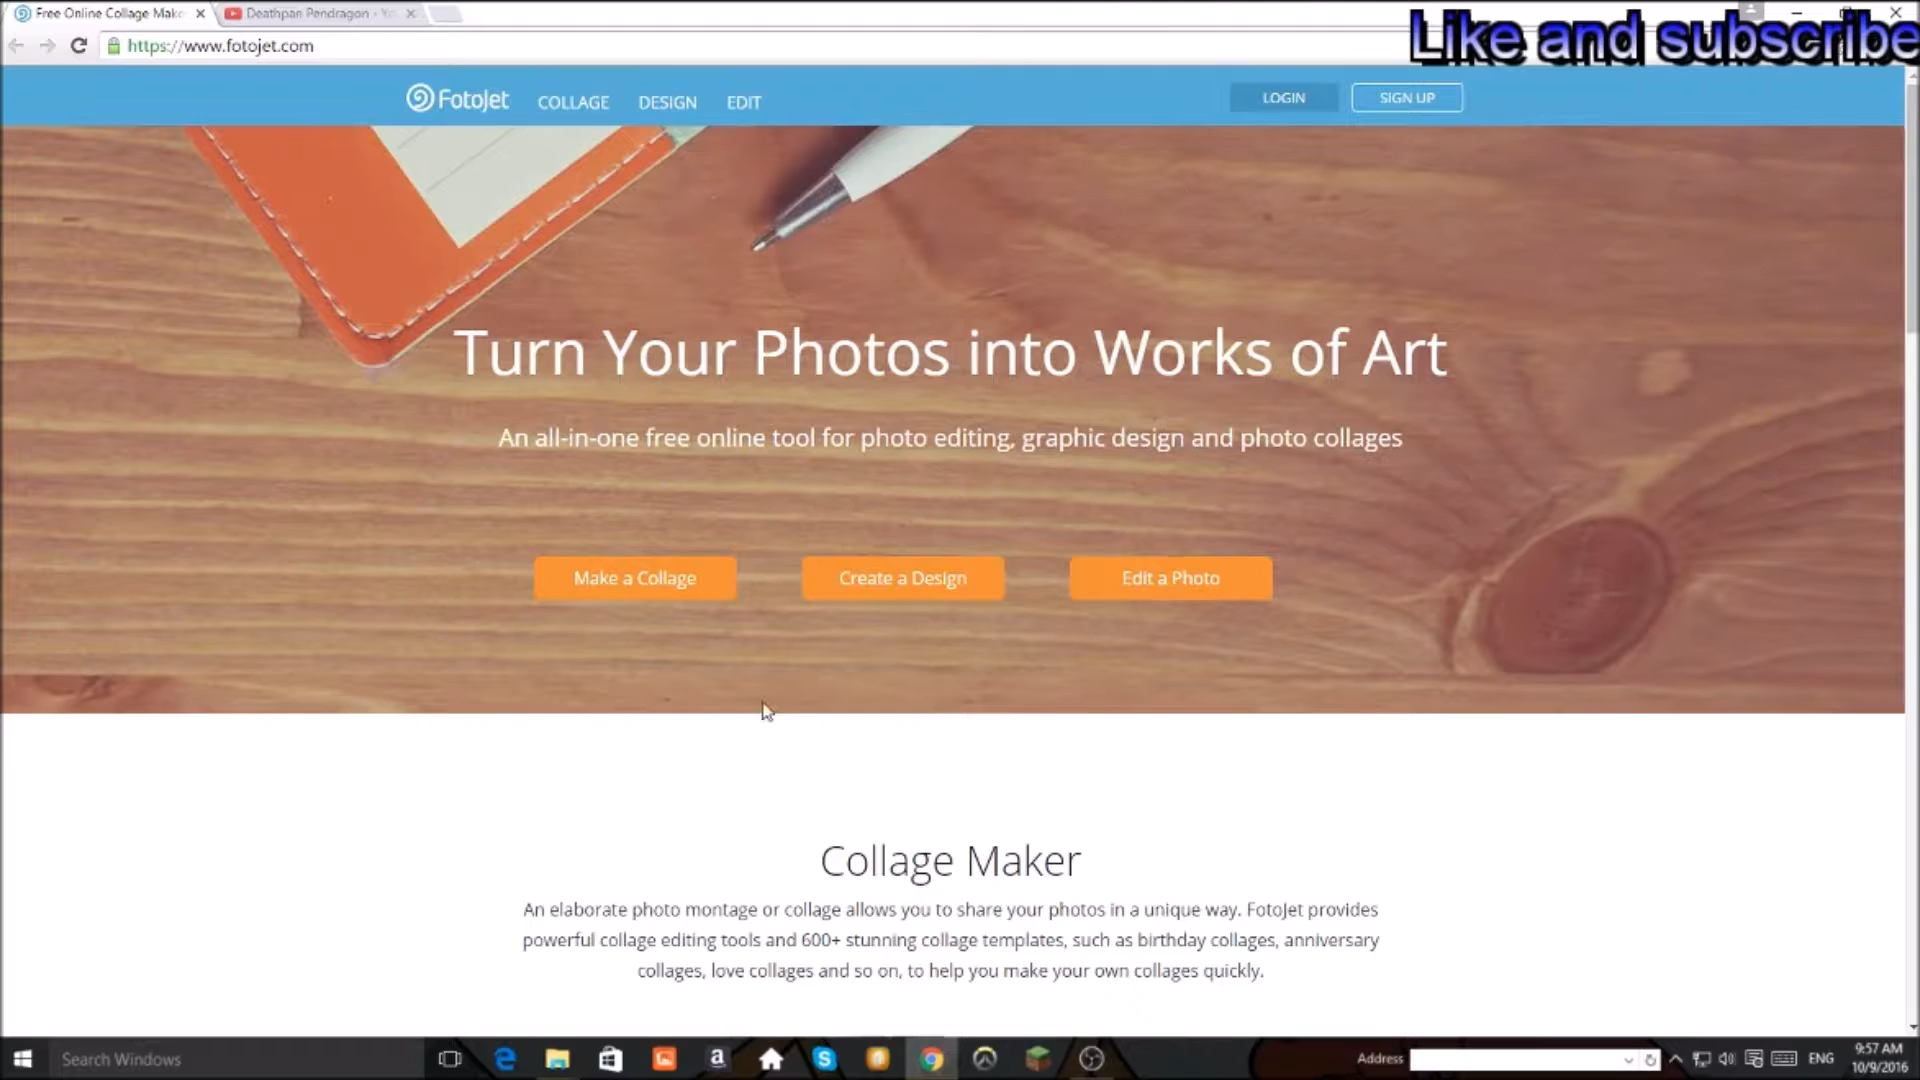 Free Online Collage Mak
Deathpan Pendragon - Yo
Like and subscribe
https://www.fotojet.com
FotoJet
COLLAGE
DESIGN
EDIT
LOGIN
SIGN UP
Turn Your Photos into Works of Art
An all-in-one free online tool for photo editing, graphic design and photo collages
Make a Collage
Create a Design
Edit a Photo
Collage Maker
An elaborate photo montage or collage allows you to share your photos in a unique way. FotoJet provides
powerful collage editing tools and 600+ stunning collage templates, such as birthday collages, anniversary
collages, love collages and so on, to help you make your own collages quickly.
Search Windows
Address
ENG
9:57 AM
10/9/2016